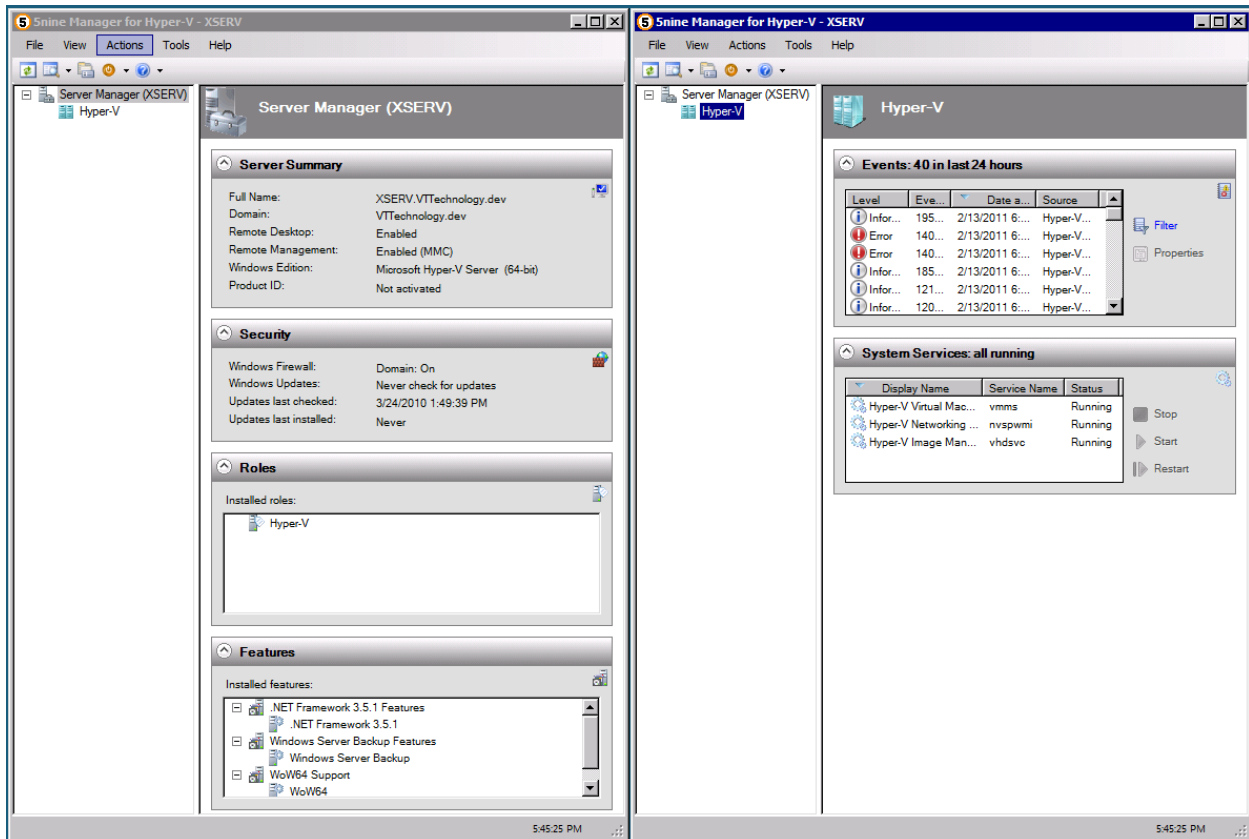 5nine Manager for Hyper-V - XSERV
File View Actions Tools Help
Server Manager (XSERV)
Hyper-V
Server Manager (XSERV)
Server Summary
Full Name: XSERV.VTTechnology.dev
Domain: VTTechnology.dev
Remote Desktop: Enabled
Remote Management: Enabled (MMC)
Windows Edition: Microsoft Hyper-V Server (64-bit)
Product ID: Not activated
Security
Windows Firewall: Domain: On
Windows Updates: Never check for updates
Updates last checked: 3/24/2010 1:49:39 PM
Updates last installed: Never
Roles
Installed roles:
Hyper-V
Features
Installed features:
.NET Framework 3.5.1 Features
.NET Framework 3.5.1
Windows Server Backup Features
Windows Server Backup
WoW64 Support
WoW64
5:45:25 PM
5nine Manager for Hyper-V - XSERV
File View Actions Tools Help
Server Manager (XSERV)
Hyper-V
Hyper-V
Events: 40 in last 24 hours
Level Eve... Date a... Source
Infor... 195... 2/13/2011 6:... Hyper-V...
Error 140... 2/13/2011 6:... Hyper-V...
Error 140... 2/13/2011 6:... Hyper-V...
Infor... 185... 2/13/2011 6:... Hyper-V...
Infor... 121... 2/13/2011 6:... Hyper-V...
Infor... 120... 2/13/2011 6:... Hyper-V...
Filter
Properties
System Services: all running
Display Name Service Name Status
Hyper-V Virtual Mac... vmms Running
Hyper-V Networking ... nvspwmi Running
Hyper-V Image Man... vhdsvc Running
Stop
Start
Restart
5:45:25 PM